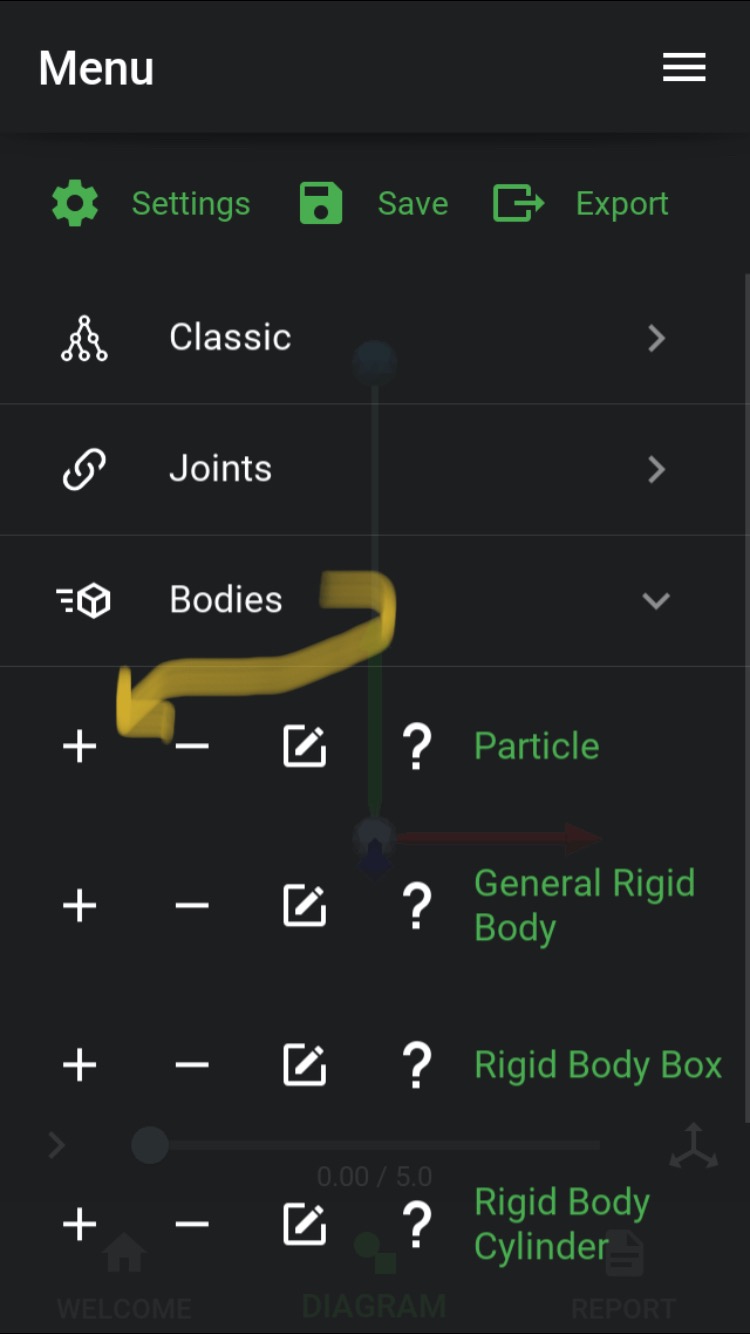 Menu
Settings Save Export
Classic
Joints
Bodies
+ − ? Particle
+ − ? General Rigid
Body
+ − ? Rigid Body Box
0.00 / 5.0
+ − ? Rigid Body
Cylinder
WELCOME DIAGRAM REPORT